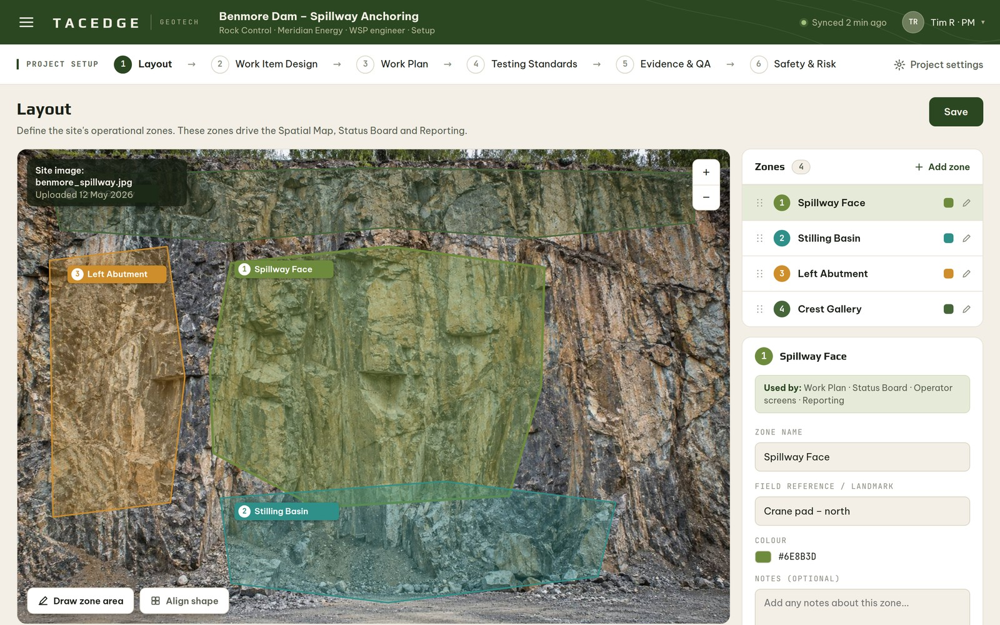 TACEDGE
GEOTECH
Benmore Dam – Spillway Anchoring
Rock Control · Meridian Energy · WSP engineer · Setup
Synced 2 min ago
TR
Tim R · PM
PROJECT SETUP
1 Layout → 2 Work Item Design → 3 Work Plan → 4 Testing Standards → 5 Evidence & QA → 6 Safety & Risk
Project settings
Layout
Define the site's operational zones. These zones drive the Spatial Map, Status Board and Reporting.
Save
Site image:
benmore_spillway.jpg
Uploaded 12 May 2026
+
−
3 Left Abutment
1 Spillway Face
2 Stilling Basin
Draw zone area
Align shape
Zones 4
+ Add zone
1 Spillway Face
2 Stilling Basin
3 Left Abutment
4 Crest Gallery
1 Spillway Face
Used by: Work Plan · Status Board · Operator
screens · Reporting
ZONE NAME
Spillway Face
FIELD REFERENCE / LANDMARK
Crane pad – north
COLOUR
#6E8B3D
NOTES (OPTIONAL)
Add any notes about this zone...